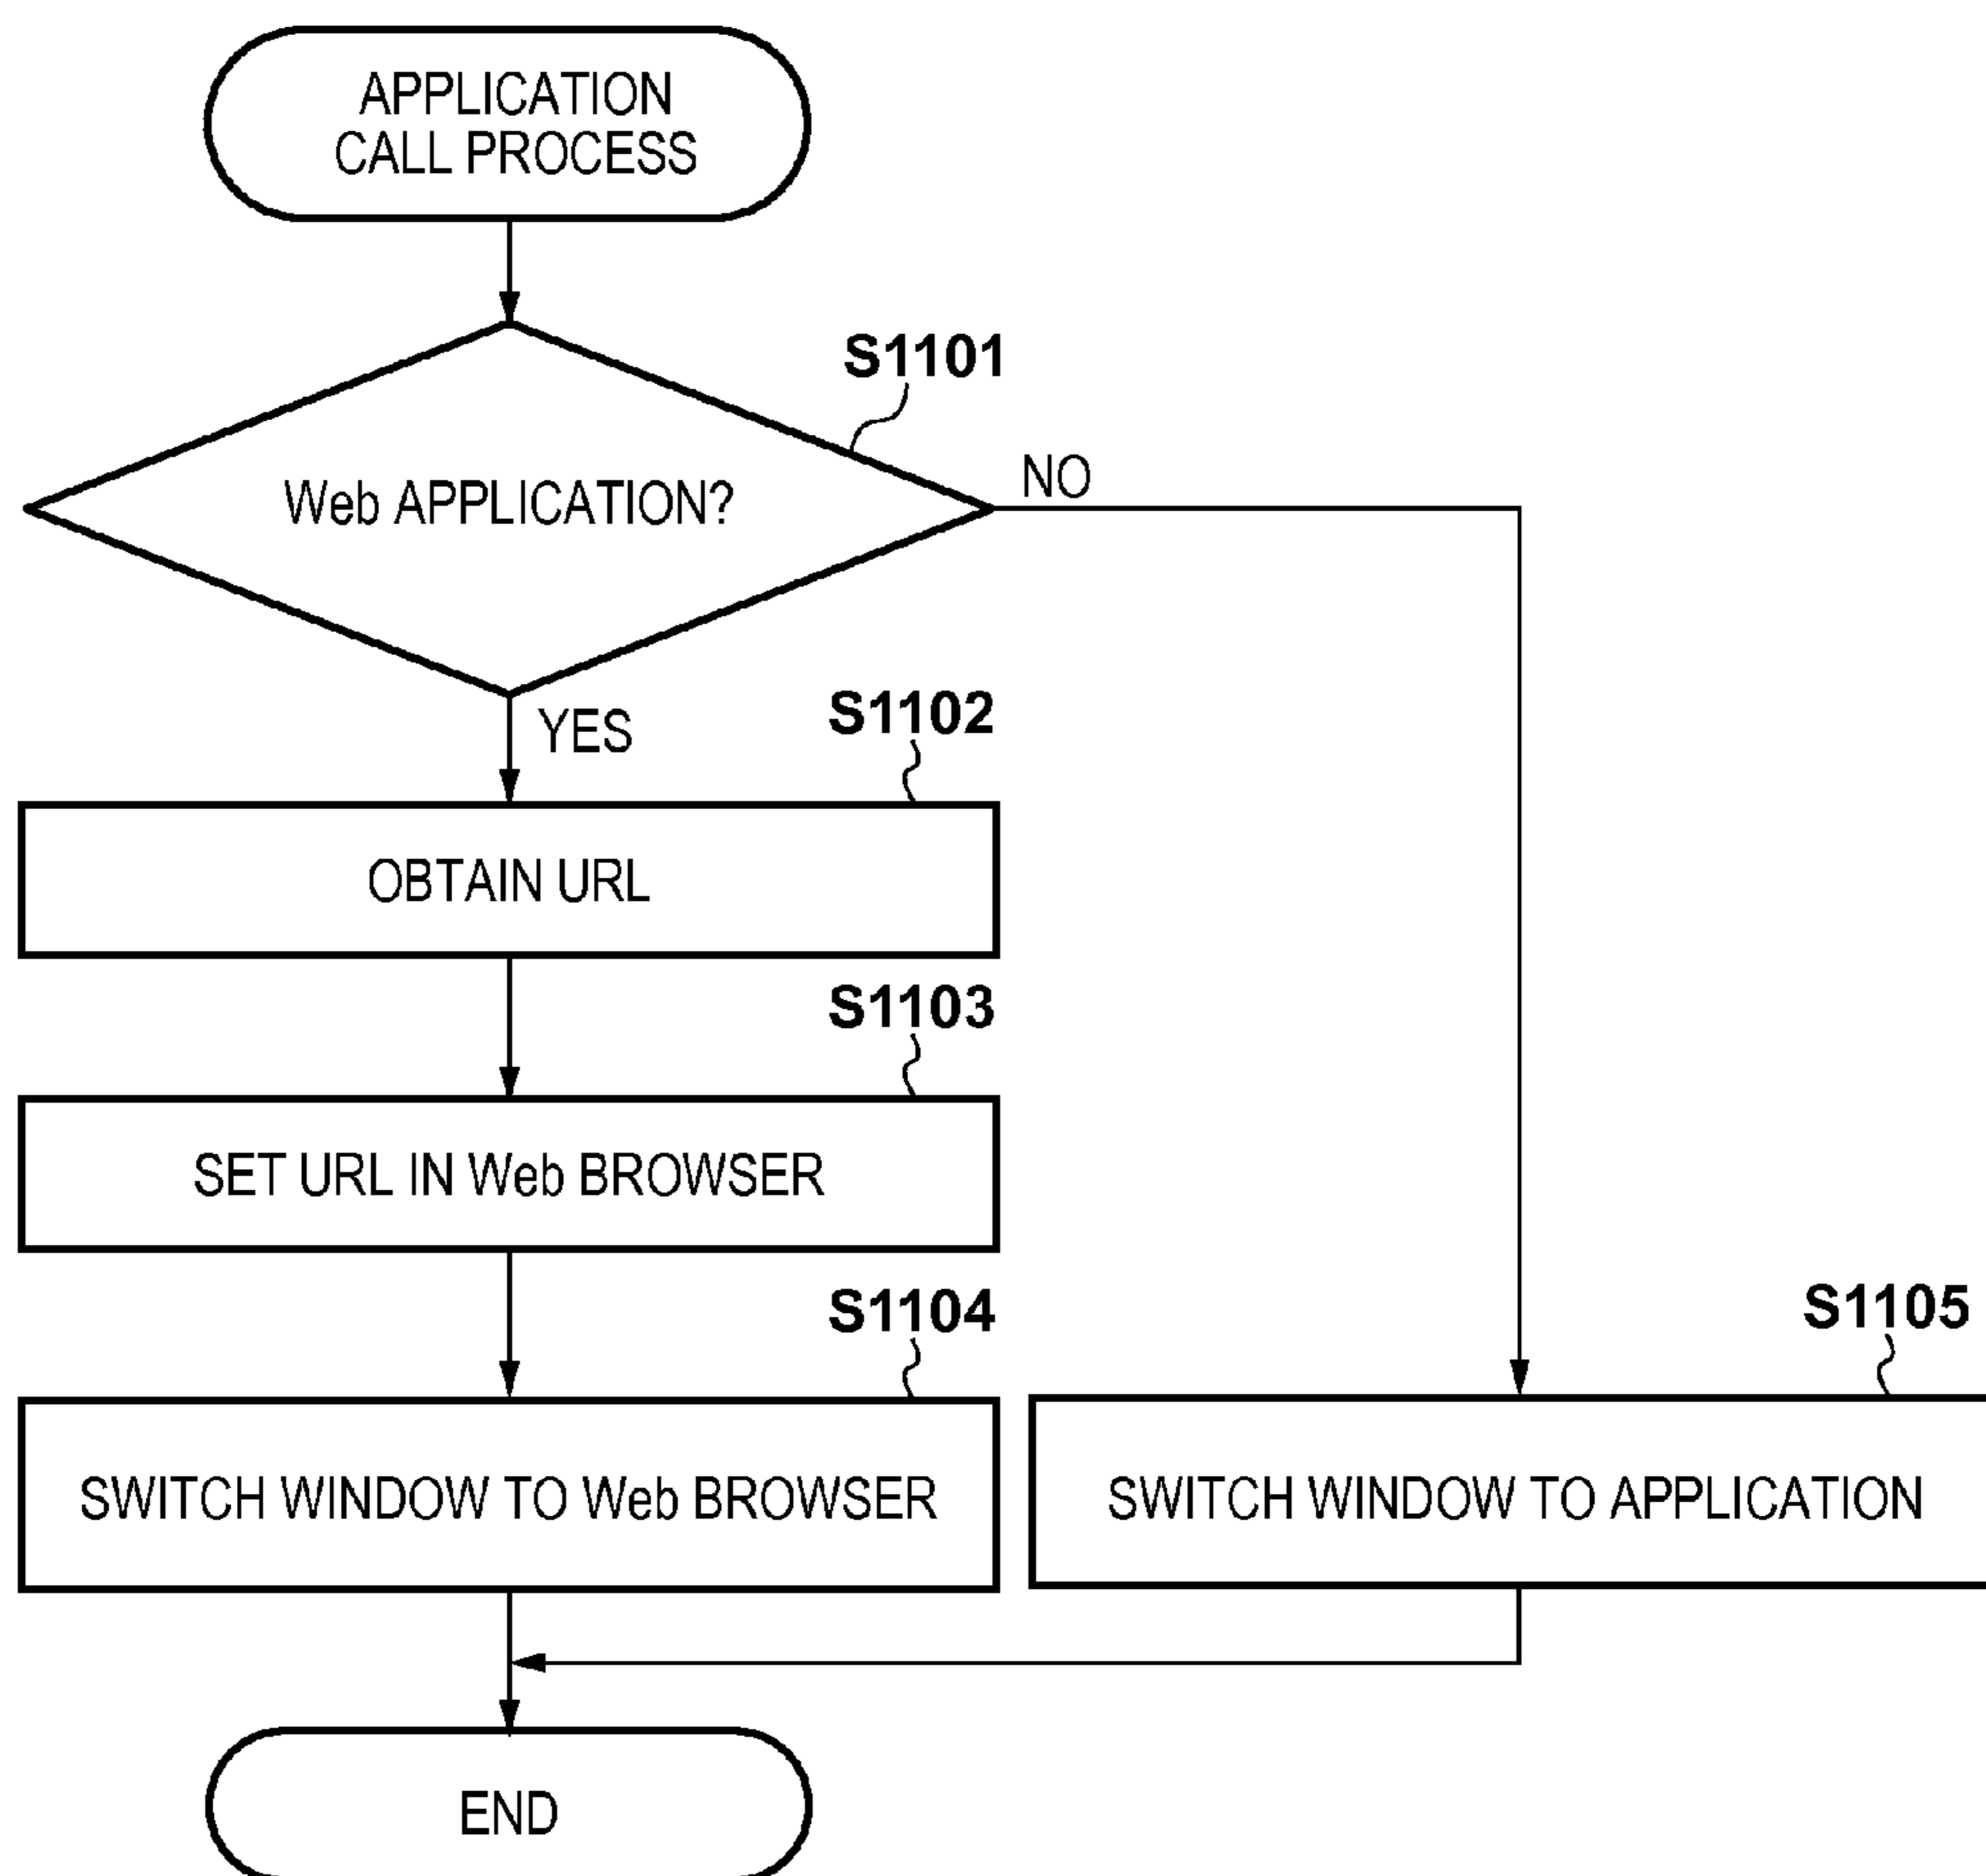 APPLICATION
CALL PROCESS
S1101
Web APPLICATION?
NO
YES
S1102
OBTAIN URL
S1103
SET URL IN Web BROWSER
S1104
SWITCH WINDOW TO Web BROWSER
S1105
SWITCH WINDOW TO APPLICATION
END